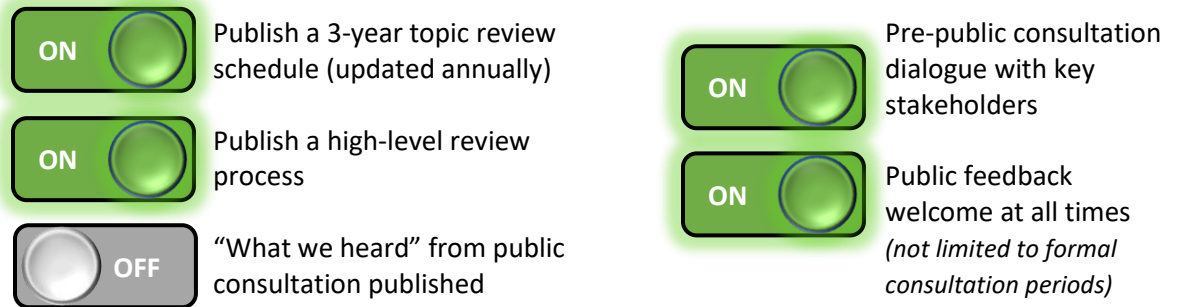 ON
Publish a 3-year topic review
schedule (updated annually)
ON
Publish a high-level review
process
OFF
“What we heard” from public
consultation published
ON
Pre-public consultation
dialogue with key
stakeholders
ON
Public feedback
welcome at all times
(not limited to formal
consultation periods)